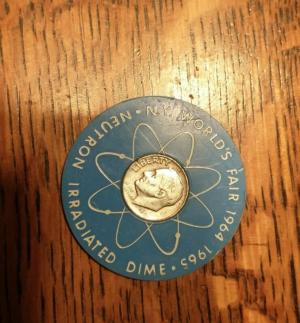 N.Y. WORLD'S FAIR 1964 1965 • NEUTRON IRRADIATED DIME •
LIBERTY